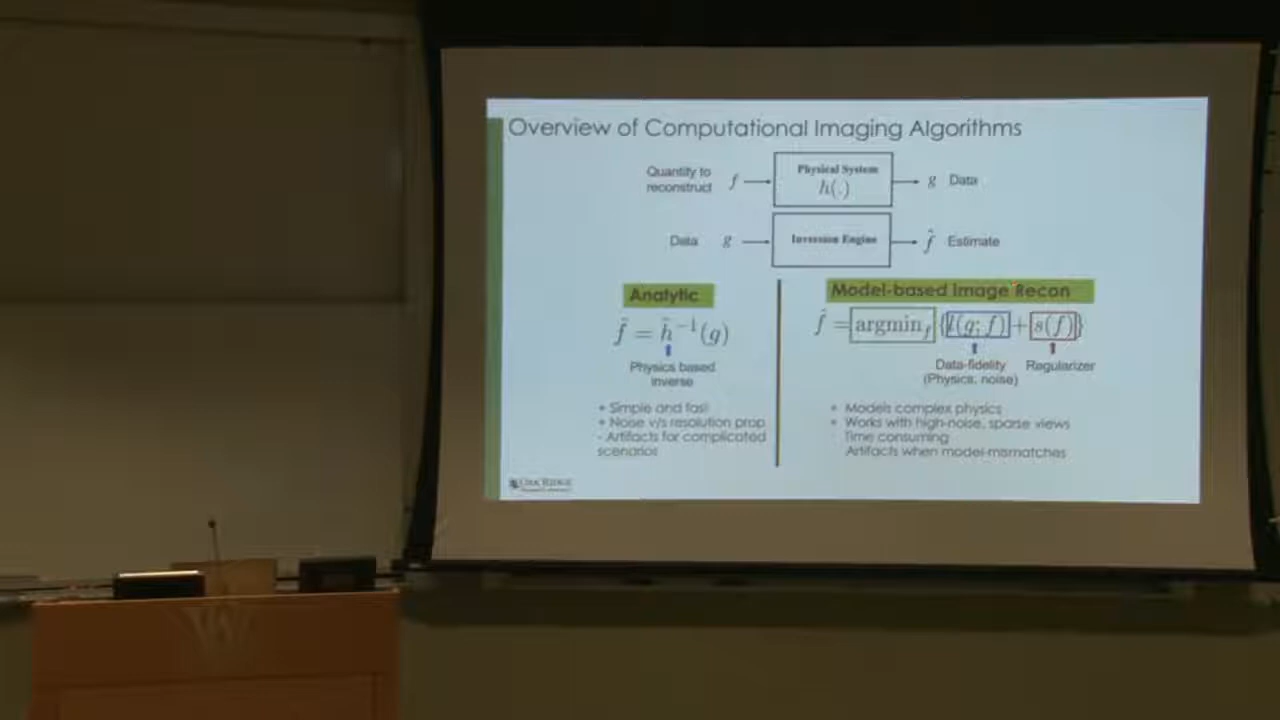 Overview of Computational Imaging Algorithms
Quantity to
reconstruct
f
Physical System
h(.)
g Data
Data g
Inversion Engine
f̂ Estimate
Analytic
f̂ = h̃⁻¹(g)
Physics based
inverse
+ Simple and fast
+ Noise v/s resolution prop
- Artifacts for complicated
scenarios
Model-based Image Recon
f̂ = argmin_f {l(g; f) + s(f)}
Data-fidelity
(Physics; noise)
Regularizer
+ Models complex physics
+ Works with high-noise, sparse views
- Time consuming
Artifacts when model-mismatches
OAK RIDGE
W